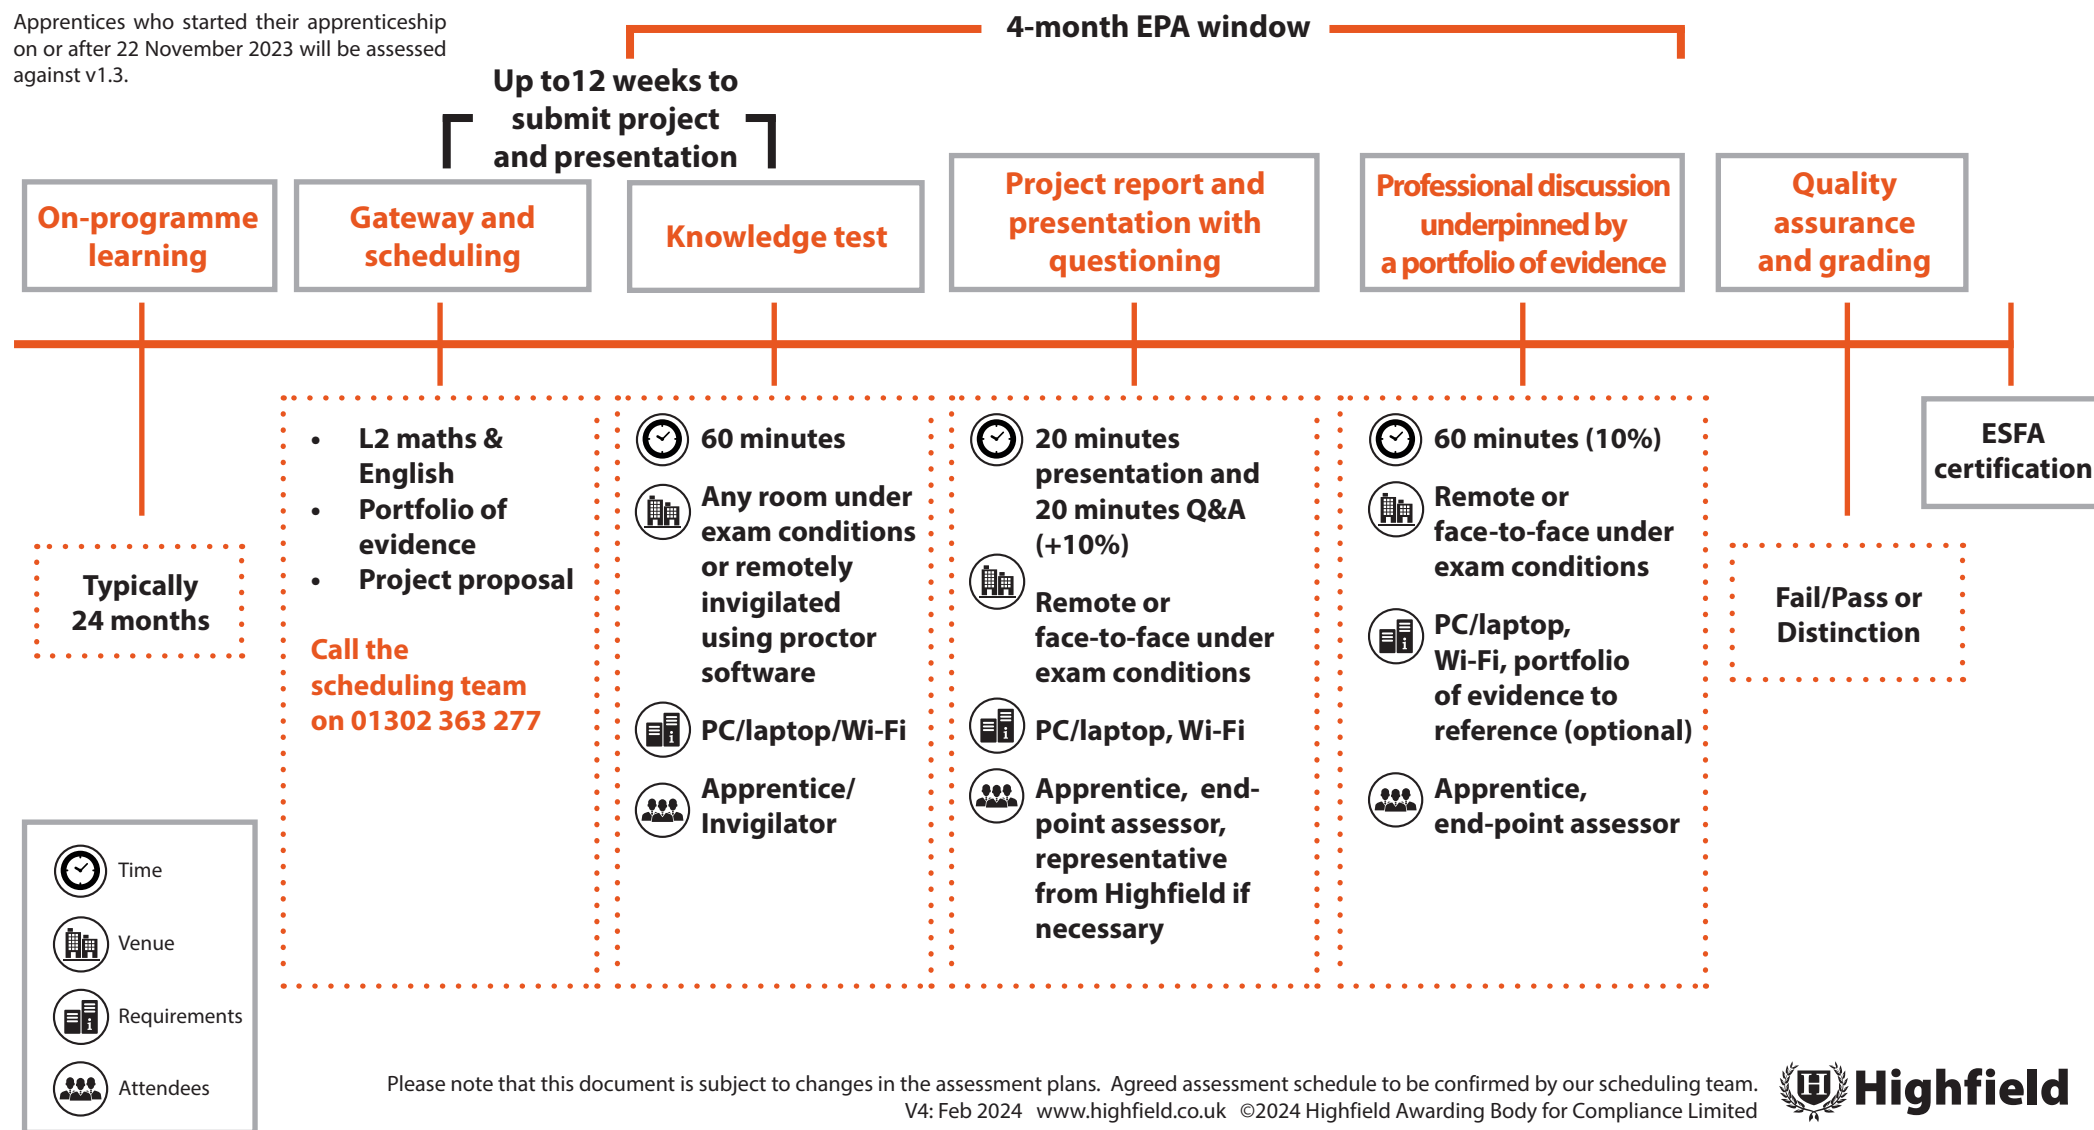 Apprentices who started their apprenticeship
on or after 22 November 2023 will be assessed
against v1.3.
4-month EPA window
Up to12 weeks to
submit project
and presentation
On-programme
learning
Gateway and
scheduling
Knowledge test
Project report and
presentation with
questioning
Professional discussion
underpinned by
a portfolio of evidence
Quality
assurance
and grading
Typically
24 months
• L2 maths &
English
• Portfolio of
evidence
• Project proposal
Call the
scheduling team
on 01302 363 277
60 minutes
Any room under
exam conditions
or remotely
invigilated
using proctor
software
PC/laptop/Wi-Fi
Apprentice/
Invigilator
20 minutes
presentation and
20 minutes Q&A
(+10%)
Remote or
face-to-face under
exam conditions
PC/laptop, Wi-Fi
Apprentice, end-
point assessor,
representative
from Highfield if
necessary
60 minutes (10%)
Remote or
face-to-face under
exam conditions
PC/laptop,
Wi-Fi, portfolio
of evidence to
reference (optional)
Apprentice,
end-point assessor
Fail/Pass or
Distinction
ESFA
certification
Time
Venue
Requirements
Attendees
Please note that this document is subject to changes in the assessment plans. Agreed assessment schedule to be confirmed by our scheduling team.
V4: Feb 2024 www.highfield.co.uk ©2024 Highfield Awarding Body for Compliance Limited
H Highfield